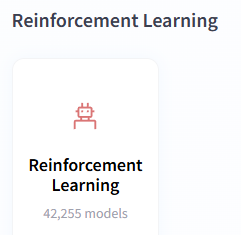 Reinforcement Learning
Reinforcement
Learning
42,255 models